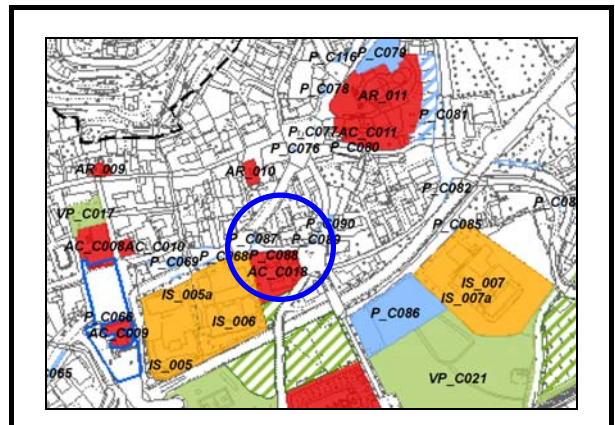 P_C116 P_C079
P_C078
AR_011
P_C081
P_C077 AC_C011
P_C076 P_C080
AR_009
AR_010
P_C082
VP_C017
P_C090
P_C085
P_C087 P_C089
AC_C008 AC_C010
P_C069 P_C068 P_C088
AC_C018
IS_007
IS_005a
IS_007a
P_C066
IS_006
P_C086
AC_C009
IS_005
VP_C021